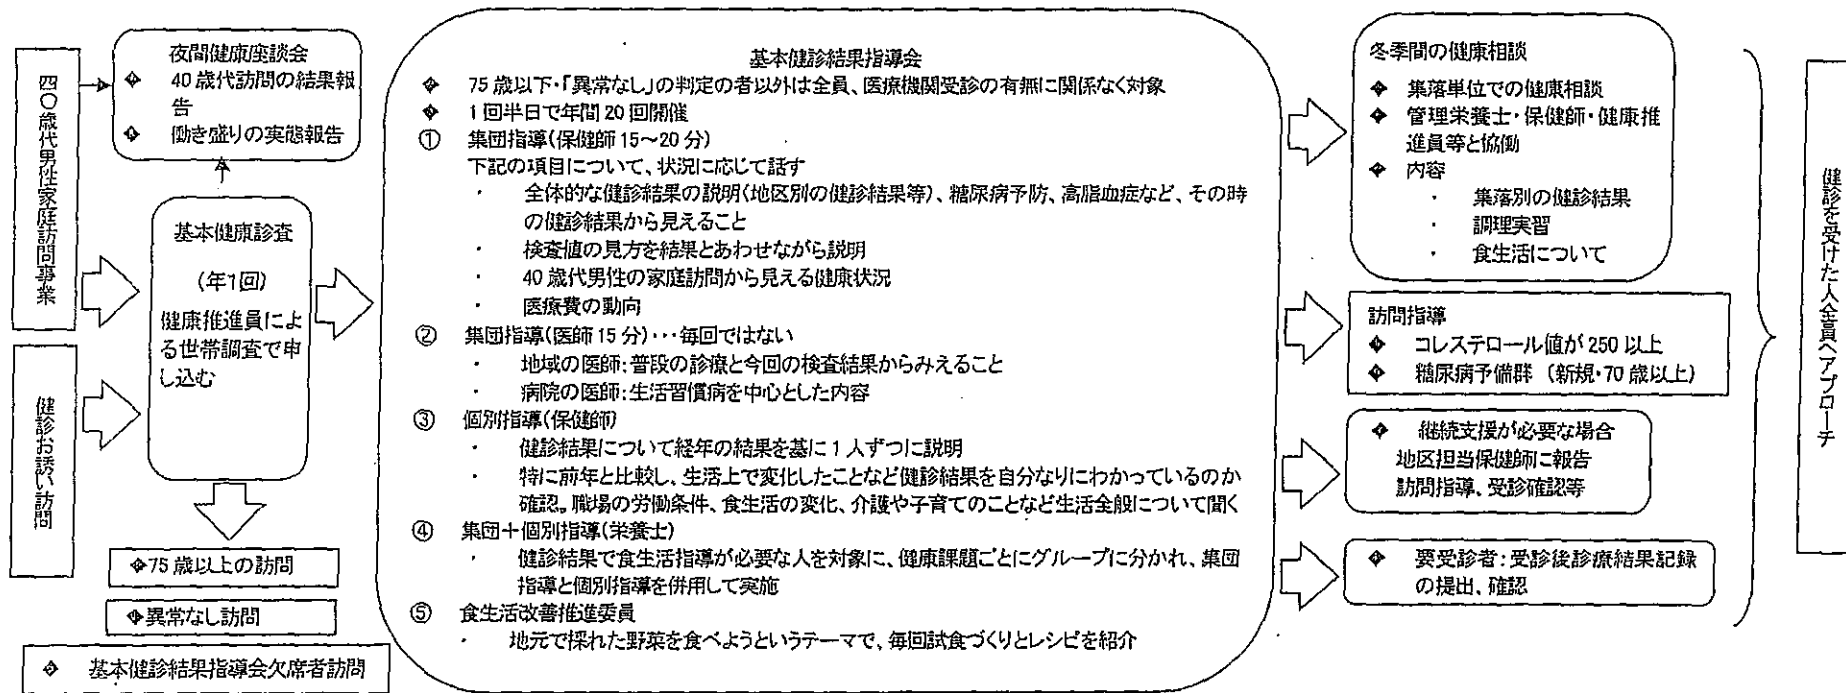 四〇歳代男性家庭訪問事業
健診お誘い訪問
夜間健康座談会
40歳代訪問の結果報
告
働き盛りの実態報告
基本健康診査
(年1回)
健康推進員によ
る世帯調査で申
し込む
75歳以上の訪問
異常なし訪問
基本健診結果指導会欠席者訪問
基本健診結果指導会
75歳以下・「異常なし」の判定の者以外は全員、医療機関受診の有無に関係なく対象
1回半日で年間20回開催
① 集団指導(保健師15～20分)
下記の項目について、状況に応じて話す
・ 全体的な健診結果の説明(地区別の健診結果等)、糖尿病予防、高脂血症など、その時
の健診結果から見えること
・ 検査値の見方を結果とあわせながら説明
・ 40歳代男性の家庭訪問から見える健康状況
・ 医療費の動向
② 集団指導(医師15分)…毎回ではない
・ 地域の医師:普段の診療と今回の検査結果からみえること
・ 病院の医師:生活習慣病を中心とした内容
③ 個別指導(保健師)
・ 健診結果について経年の結果を基に1人ずつに説明
・ 特に前年と比較し、生活上で変化したことなど健診結果を自分なりにわかっているのか
確認。職場の労働条件、食生活の変化、介護や子育てのことなど生活全般について聞く
④ 集団+個別指導(栄養士)
・ 健診結果で食生活指導が必要な人を対象に、健康課題ごとにグループに分かれ、集団
指導と個別指導を併用して実施
⑤ 食生活改善推進委員
・ 地元で採れた野菜を食べようというテーマで、毎回試食づくりとレシピを紹介
冬季間の健康相談
集落単位での健康相談
管理栄養士・保健師・健康推
進員等と協働
内容
・ 集落別の健診結果
・ 調理実習
・ 食生活について
訪問指導
コレステロール値が250以上
糖尿病予備群 (新規・70歳以上)
継続支援が必要な場合
地区担当保健師に報告
訪問指導、受診確認等
要受診者:受診後診療結果記録
の提出、確認
健診を受けた人全員へアプローチ